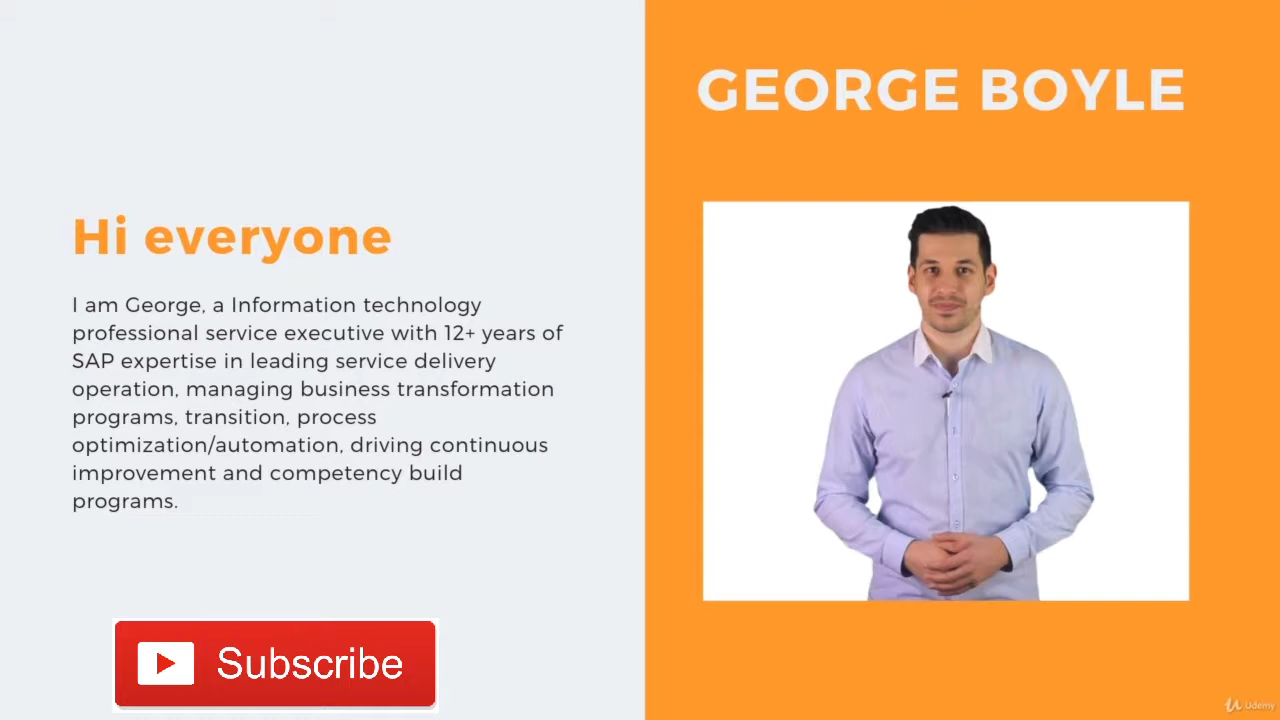 GEORGE BOYLE
Hi everyone
I am George, a Information technology
professional service executive with 12+ years of
SAP expertise in leading service delivery
operation, managing business transformation
programs, transition, process
optimization/automation, driving continuous
improvement and competency build
programs.
Subscribe
Udemy